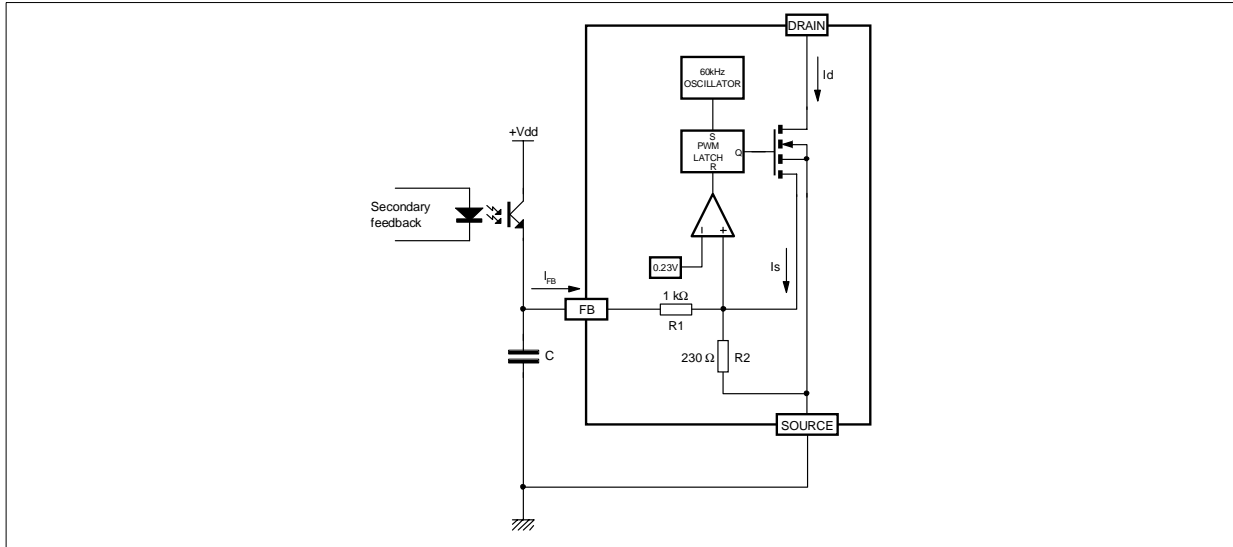 DRAIN
60kHz
OSCILLATOR
Id
+Vdd
S
PWM
LATCH
Q
R
Secondary
feedback
0.23V
Is
IFB
1 kΩ
FB
R1
C
230 Ω
R2
SOURCE